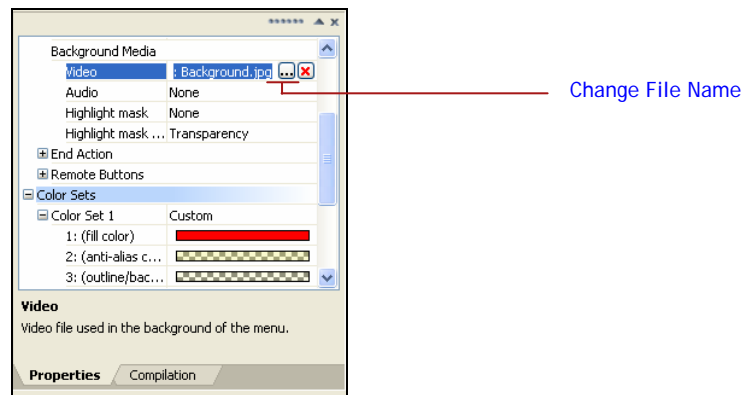 Background Media
Video : Background.jpg ...
Audio None
Highlight mask None
Highlight mask ... Transparency
End Action
Remote Buttons
Color Sets
Color Set 1 Custom
1: (fill color)
2: (anti-alias c...
3: (outline/bac...
Video
Video file used in the background of the menu.
Properties Compilation
Change File Name